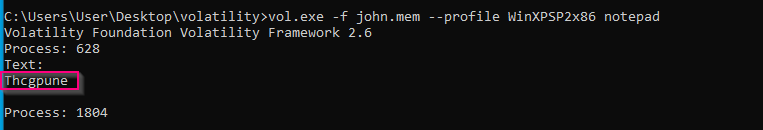 C:\Users\User\Desktop\volatility>vol.exe -f john.mem --profile WinXPSP2x86 notepad
Volatility Foundation Volatility Framework 2.6
Process: 628
Text:
Thcgpune
Process: 1804